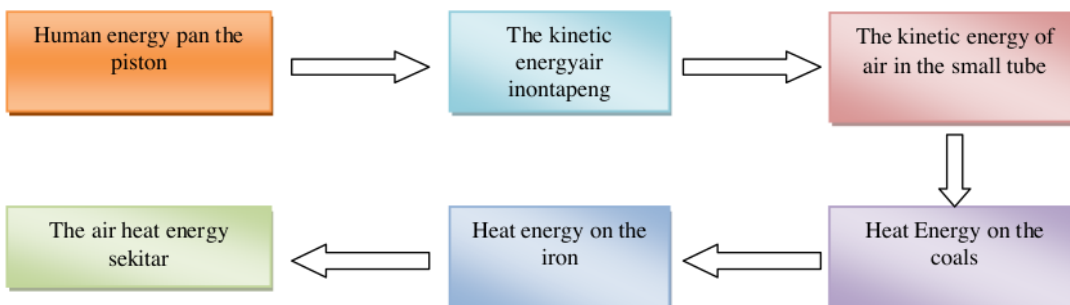 Human energy pan the
piston
The kinetic
energyair
inontapeng
The kinetic energy of
air in the small tube
Heat Energy on the
coals
Heat energy on the
iron
The air heat energy
sekitar